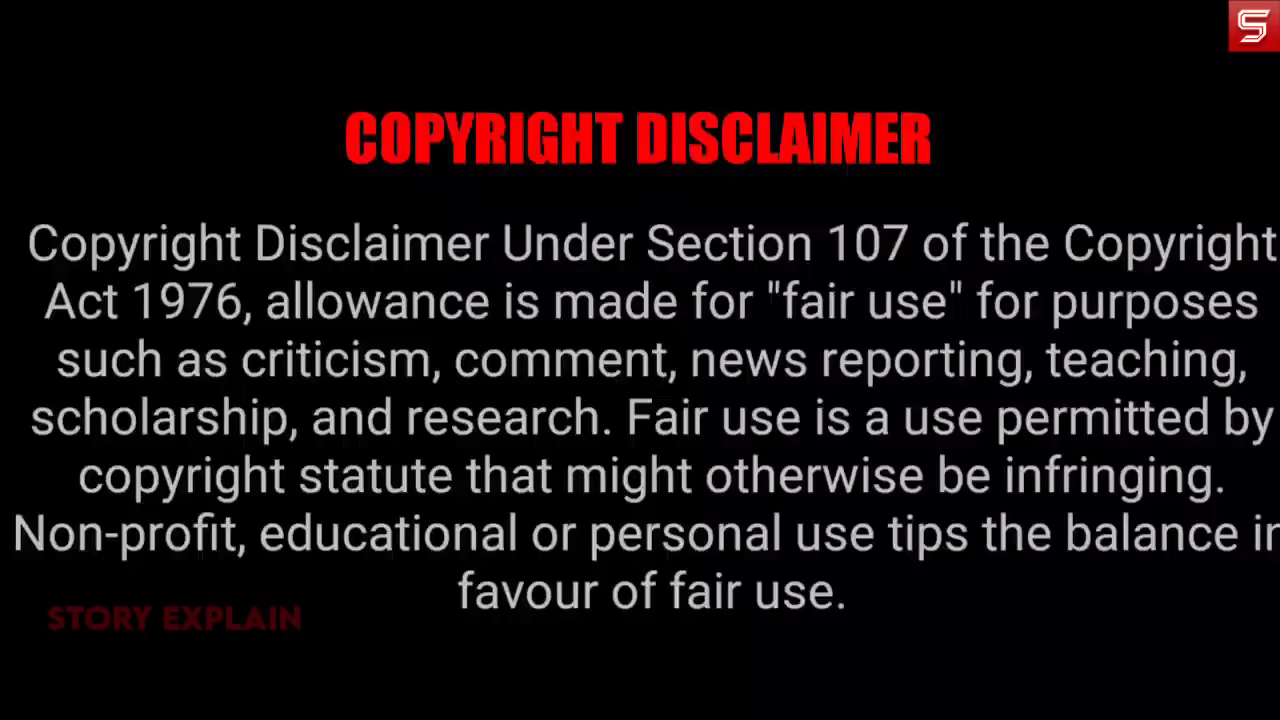 S
COPYRIGHT DISCLAIMER
Copyright Disclaimer Under Section 107 of the Copyright
Act 1976, allowance is made for "fair use" for purposes
such as criticism, comment, news reporting, teaching,
scholarship, and research. Fair use is a use permitted by
copyright statute that might otherwise be infringing.
Non-profit, educational or personal use tips the balance in
favour of fair use.
STORY EXPLAIN